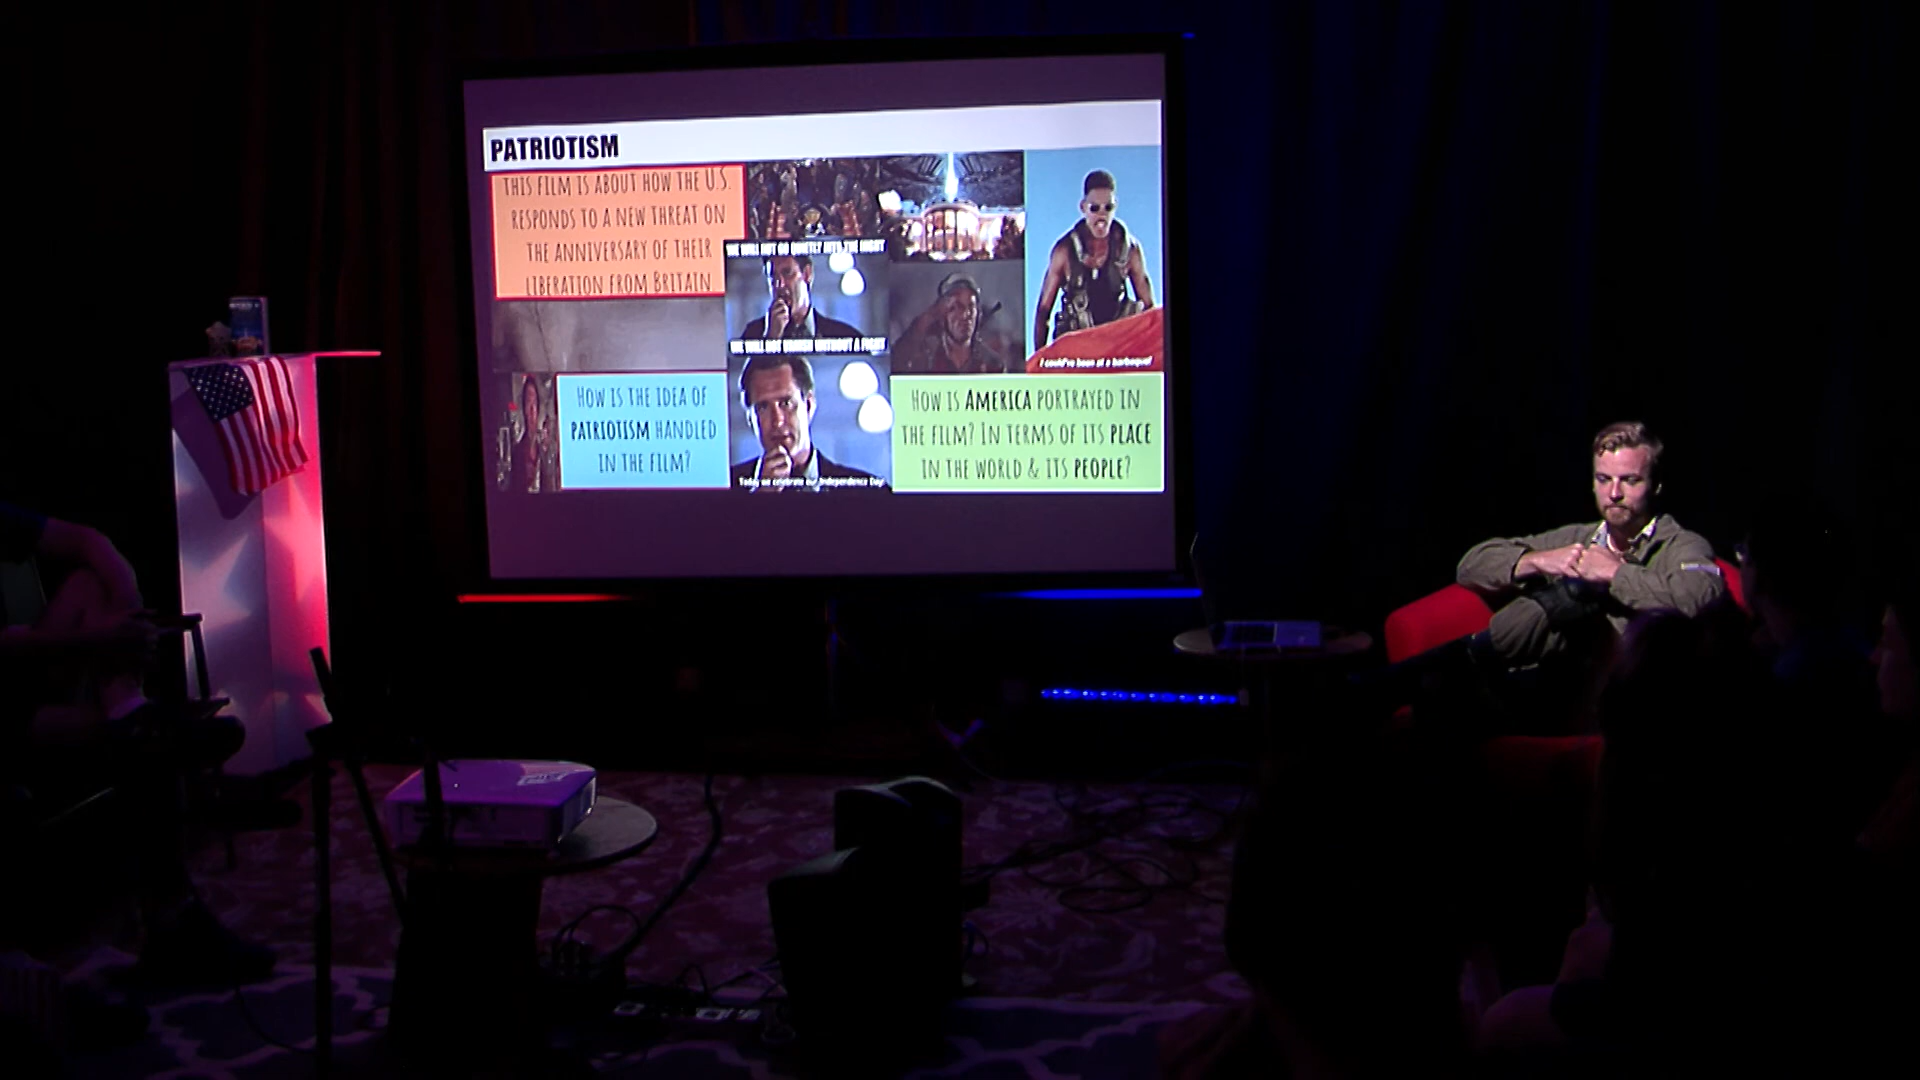 PATRIOTISM
THIS FILM IS ABOUT HOW THE U.S.
RESPONDS TO A NEW THREAT ON
THE ANNIVERSARY OF THEIR
LIBERATION FROM BRITAIN
WE WILL NOT GO QUIETLY INTO THE NIGHT
WE WILL NOT VANISH WITHOUT A FIGHT
Today we celebrate our Independence Day!
I could've been at a barbeque!
HOW IS THE IDEA OF
PATRIOTISM HANDLED
IN THE FILM?
HOW IS AMERICA PORTRAYED IN
THE FILM? IN TERMS OF ITS PLACE
IN THE WORLD & ITS PEOPLE?